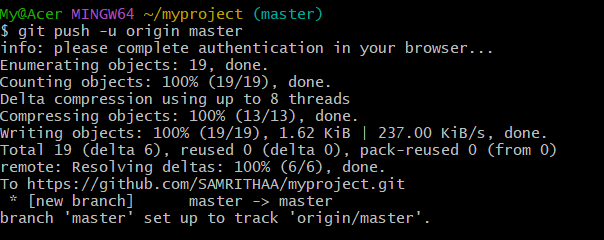 My@Acer MINGW64 ~/myproject (master)
$ git push -u origin master
info: please complete authentication in your browser...
Enumerating objects: 19, done.
Counting objects: 100% (19/19), done.
Delta compression using up to 8 threads
Compressing objects: 100% (13/13), done.
Writing objects: 100% (19/19), 1.62 KiB | 237.00 KiB/s, done.
Total 19 (delta 6), reused 0 (delta 0), pack-reused 0 (from 0)
remote: Resolving deltas: 100% (6/6), done.
To https://github.com/SAMRITHAA/myproject.git
 * [new branch]      master -> master
branch 'master' set up to track 'origin/master'.